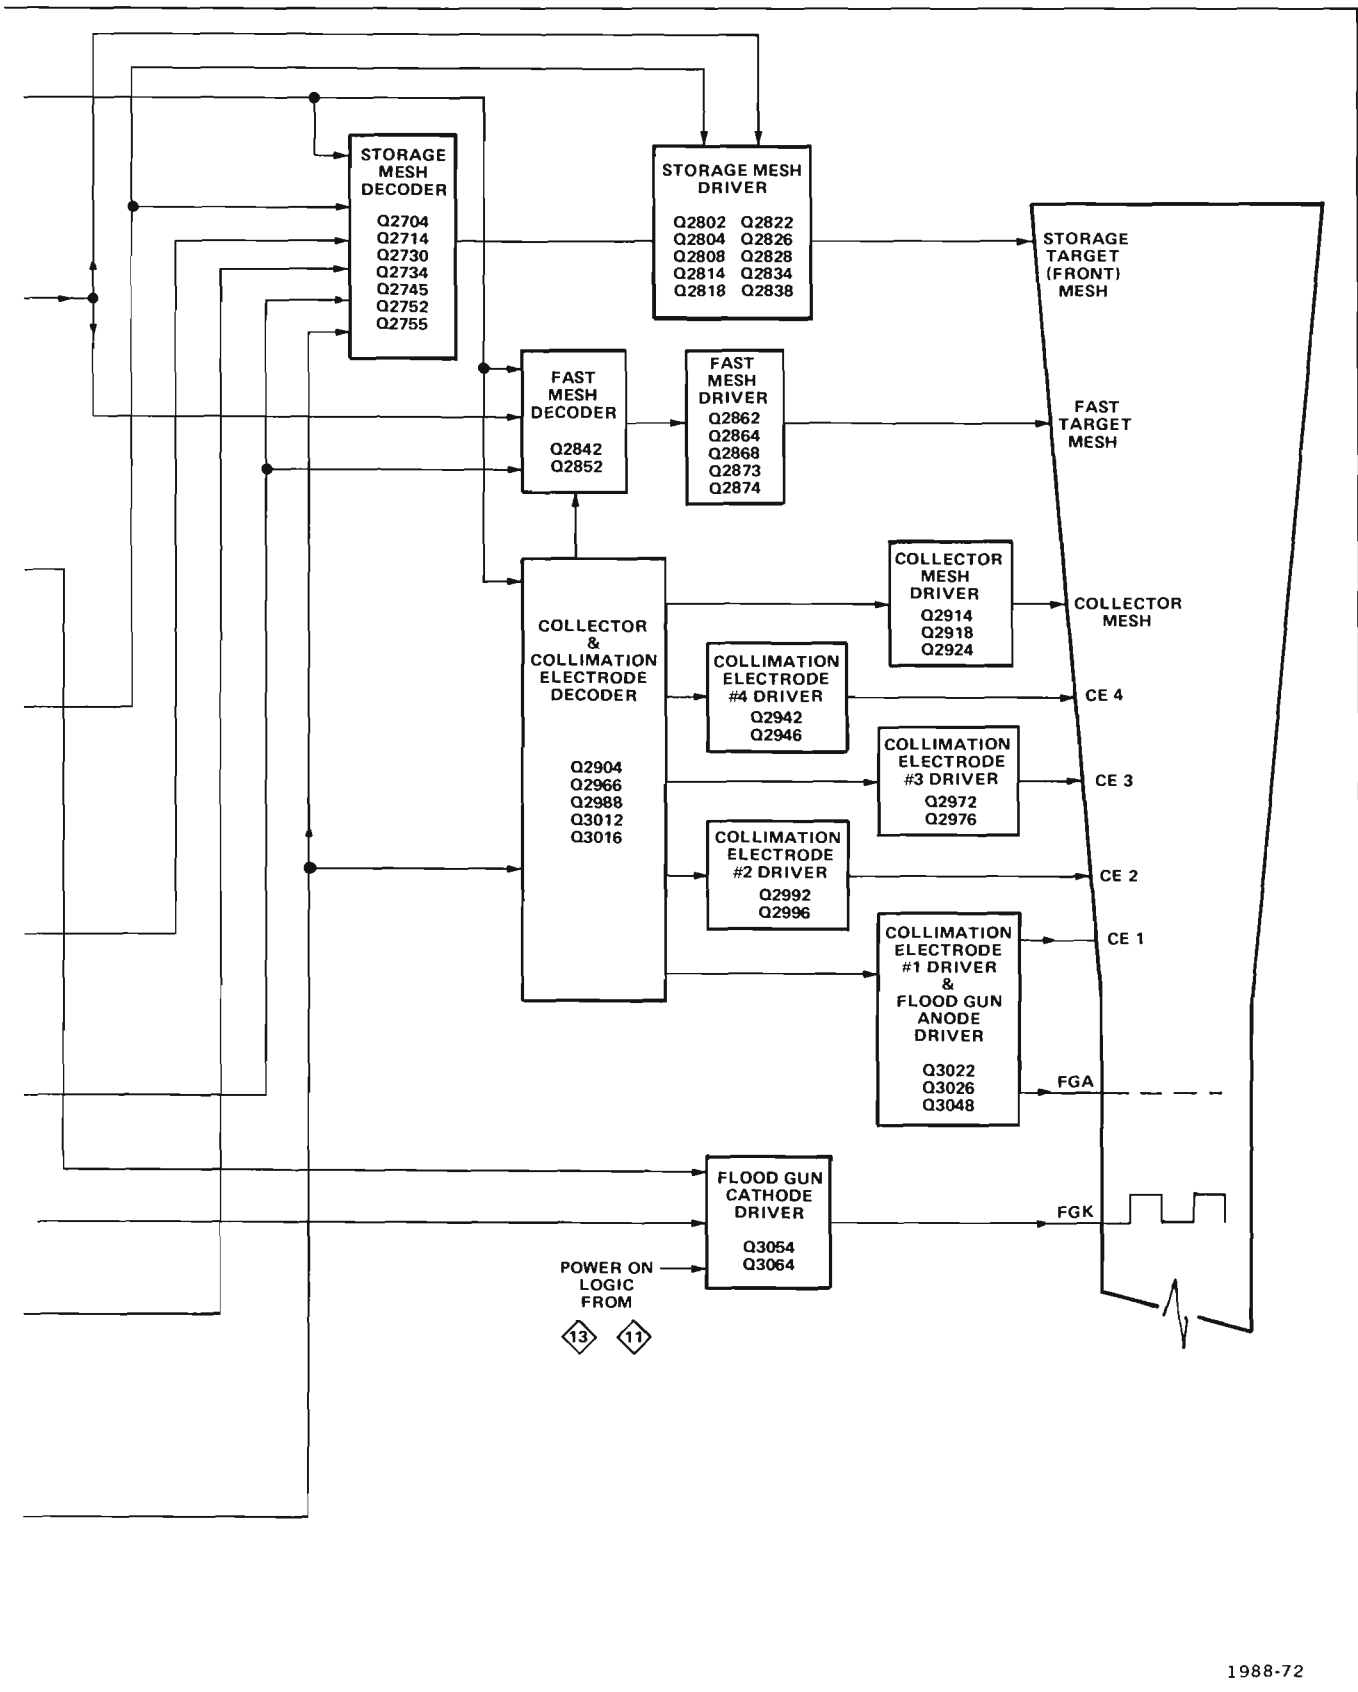 STORAGE
MESH
DECODER
Q2704
Q2714
Q2730
Q2734
Q2745
Q2752
Q2755
STORAGE MESH
DRIVER
Q2802 Q2822
Q2804 Q2826
Q2808 Q2828
Q2814 Q2834
Q2818 Q2838
STORAGE
TARGET
(FRONT)
MESH
FAST
MESH
DECODER
Q2842
Q2852
FAST
MESH
DRIVER
Q2862
Q2864
Q2868
Q2873
Q2874
FAST
TARGET
MESH
COLLECTOR
&
COLLIMATION
ELECTRODE
DECODER
Q2904
Q2966
Q2988
Q3012
Q3016
COLLECTOR
MESH
DRIVER
Q2914
Q2918
Q2924
COLLECTOR
MESH
COLLIMATION
ELECTRODE
#4 DRIVER
Q2942
Q2946
CE 4
COLLIMATION
ELECTRODE
#3 DRIVER
Q2972
Q2976
CE 3
COLLIMATION
ELECTRODE
#2 DRIVER
Q2992
Q2996
CE 2
COLLIMATION
ELECTRODE
#1 DRIVER
&
FLOOD GUN
ANODE
DRIVER
Q3022
Q3026
Q3048
CE 1
FGA
FLOOD GUN
CATHODE
DRIVER
Q3054
Q3064
FGK
POWER ON
LOGIC
FROM
13 11
1988-72